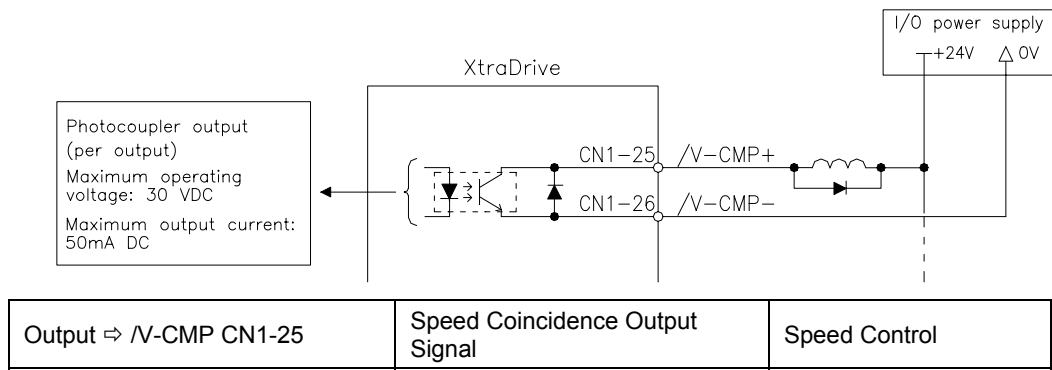 I/O power supply
+24V
0V
XtraDrive
Photocoupler output
(per output)
Maximum operating
voltage: 30 VDC
Maximum output current:
50mA DC
CN1-25 /V-CMP+
CN1-26 /V-CMP-
Output ⇨ /V-CMP CN1-25
Speed Coincidence Output
Signal
Speed Control